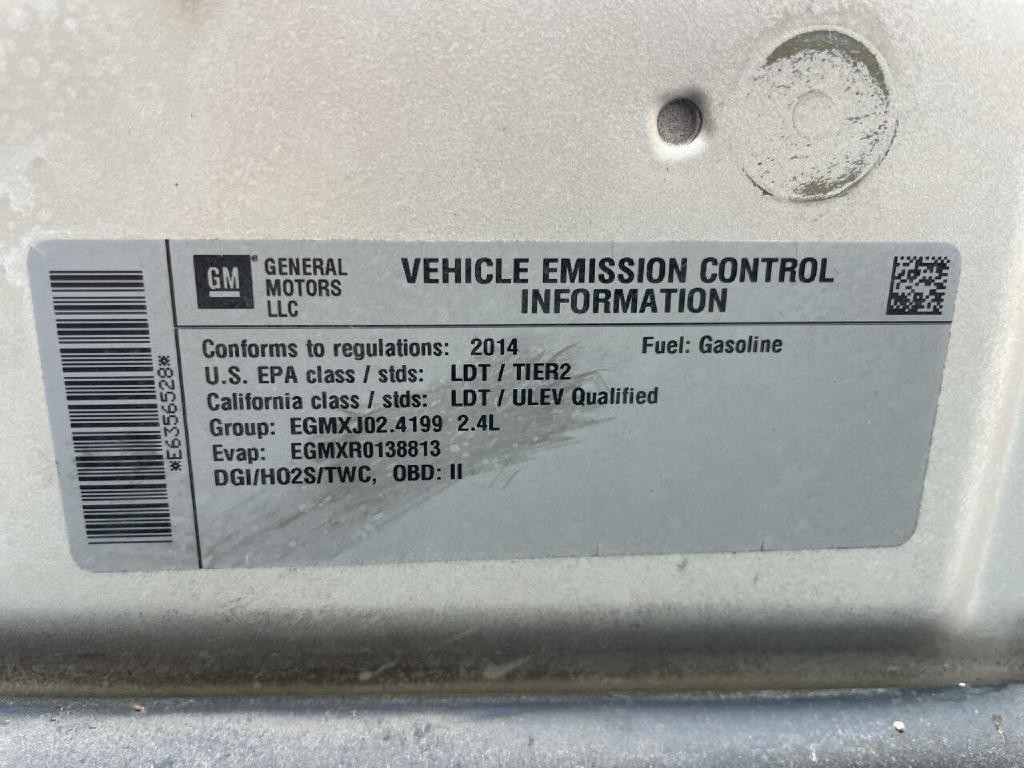 *E6356528*
GM
GENERAL
MOTORS
LLC
VEHICLE EMISSION CONTROL
INFORMATION
Conforms to regulations: 2014 Fuel: Gasoline
U.S. EPA class / stds: LDT / TIER2
California class / stds: LDT / ULEV Qualified
Group: EGMXJ02.4199 2.4L
Evap: EGMXR0138813
DGI/HO2S/TWC, OBD: II